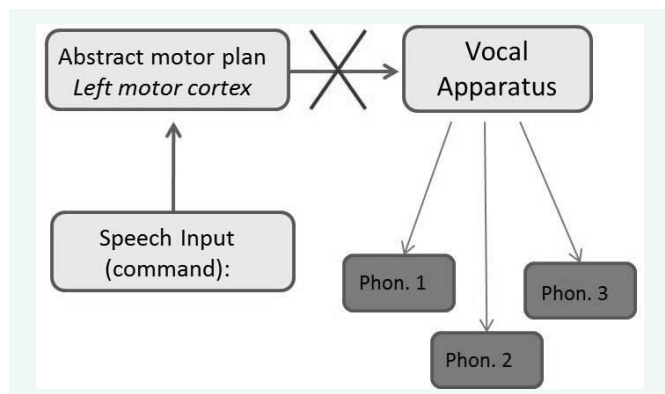 Abstract motor plan
Left motor cortex
Vocal
Apparatus
Speech Input
(command):
Phon. 1
Phon. 2
Phon. 3